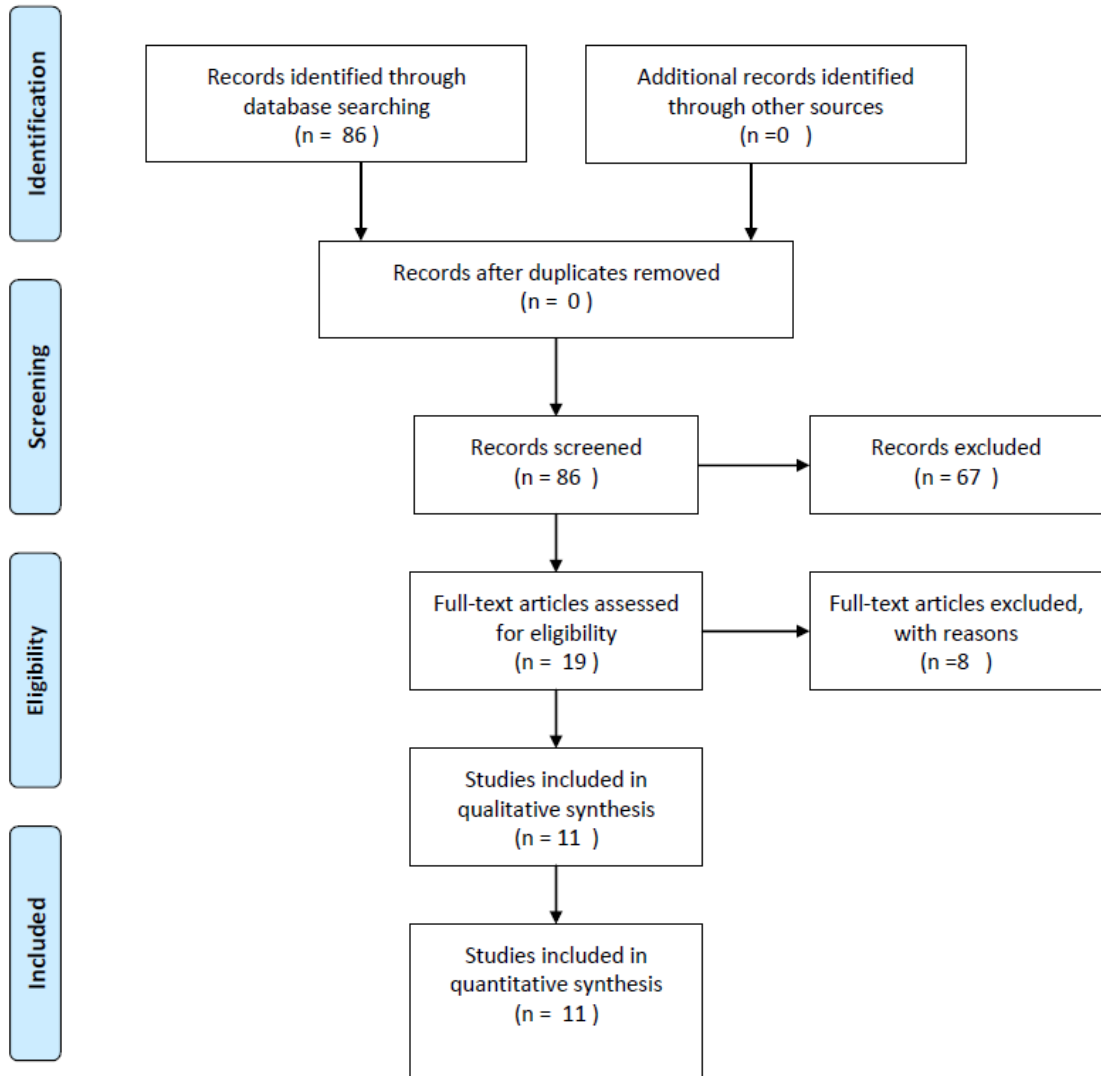 Identification
Records identified through
database searching
(n = 86 )
Additional records identified
through other sources
(n =0 )
Records after duplicates removed
(n = 0 )
Screening
Records screened
(n = 86 )
Records excluded
(n = 67 )
Eligibility
Full-text articles assessed
for eligibility
(n = 19 )
Full-text articles excluded,
with reasons
(n =8 )
Studies included in
qualitative synthesis
(n = 11 )
Included
Studies included in
quantitative synthesis
(n = 11 )